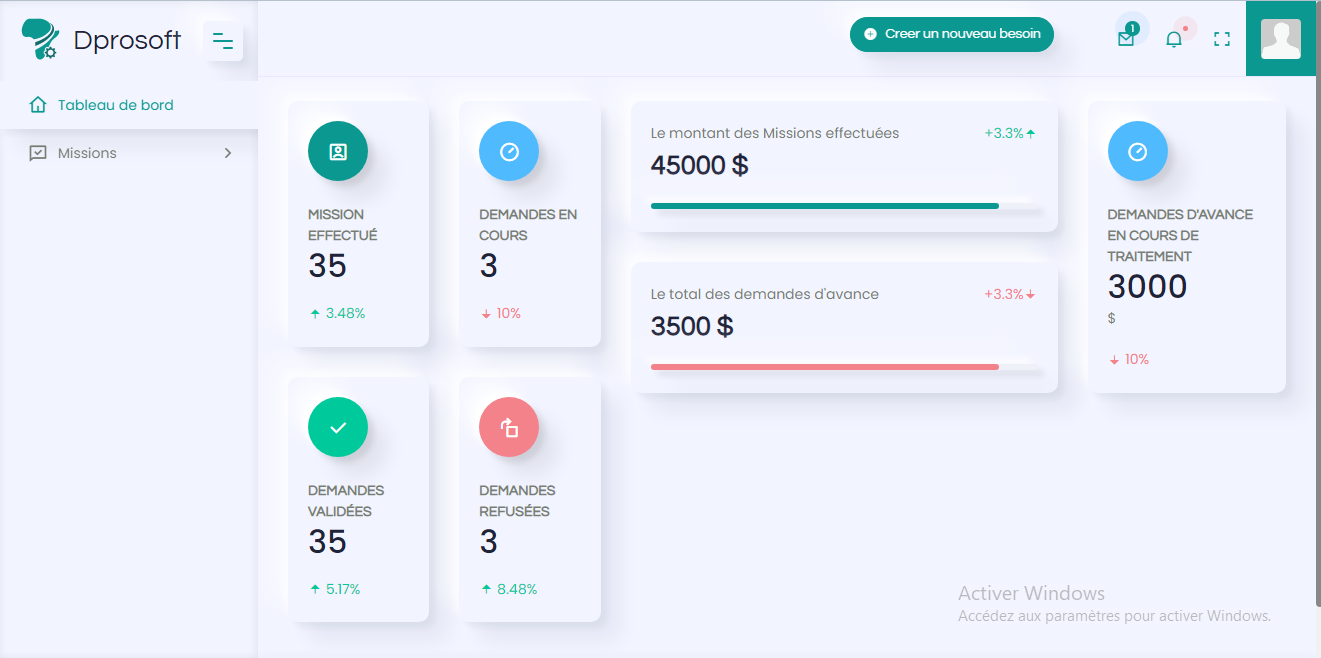 Dprosoft
Creer un nouveau besoin
1
Tableau de bord
Missions
MISSION
EFFECTUÉ
35
3.48%
DEMANDES EN
COURS
3
10%
Le montant des Missions effectuées
+3.3%
45000 $
Le total des demandes d'avance
+3.3%
3500 $
DEMANDES D'AVANCE
EN COURS DE
TRAITEMENT
3000
$
10%
DEMANDES
VALIDÉES
35
5.17%
DEMANDES
REFUSÉES
3
8.48%
Activer Windows
Accédez aux paramètres pour activer Windows.